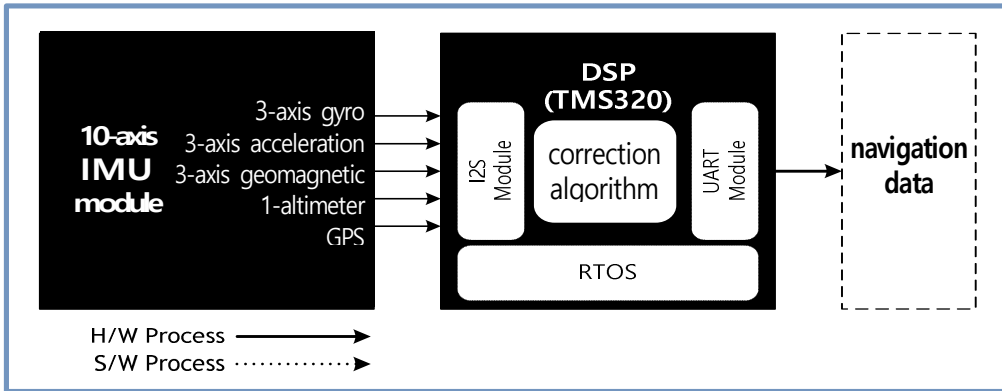 10-axis
IMU
module
3-axis gyro
3-axis acceleration
3-axis geomagnetic
1-altimeter
GPS
DSP
(TMS320)
I2S
Module
correction
algorithm
UART
Module
RTOS
navigation
data
H/W Process
S/W Process